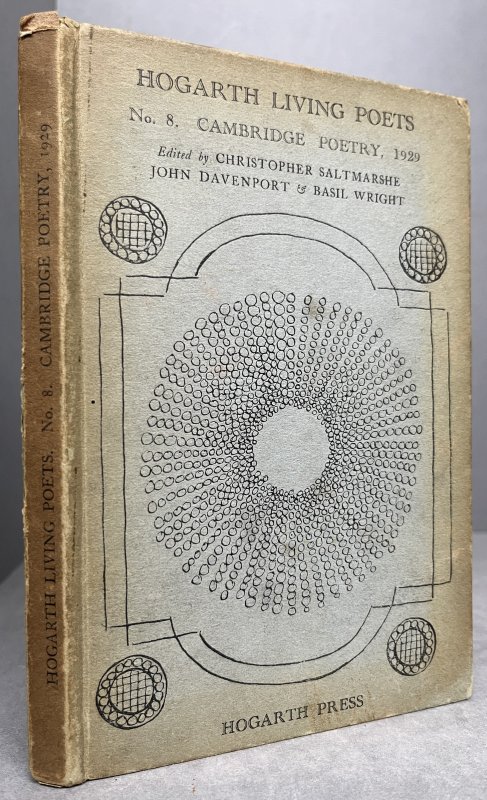 HOGARTH LIVING POETS
No. 8. CAMBRIDGE POETRY, 1929
Edited by CHRISTOPHER SALTMARSHE
JOHN DAVENPORT & BASIL WRIGHT
HOGARTH PRESS
HOGARTH LIVING POETS. No. 8. CAMBRIDGE POETRY, 1929